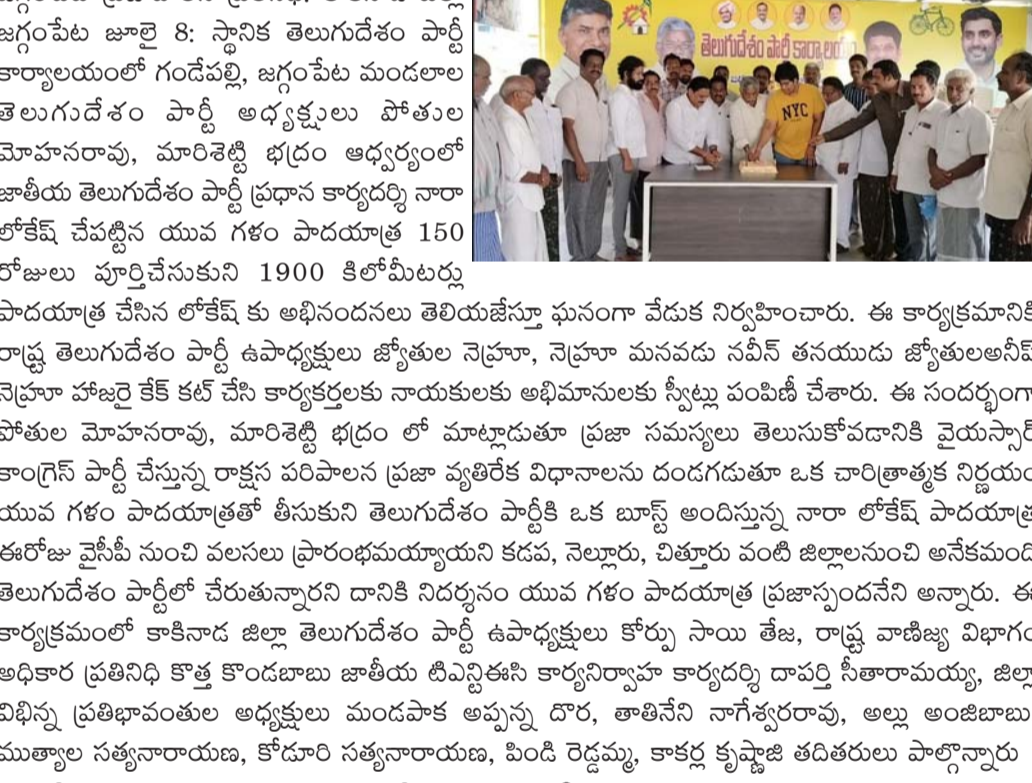 జగ్గంపేట జూలై 8: స్థానిక తెలుగుదేశం పార్టీ
కార్యాలయంలో గండేపల్లి, జగ్గంపేట మండలాల
తెలుగుదేశం పార్టీ అధ్యక్షులు పోతుల
మోహనరావు, మారిశెట్టి భద్రం ఆధ్వర్యంలో
జాతీయ తెలుగుదేశం పార్టీ ప్రధాన కార్యదర్శి నారా
లోకేష్ చేపట్టిన యువ గళం పాదయాత్ర 150
రోజులు పూర్తిచేసుకుని 1900 కిలోమీటర్లు
తెలుగుదేశం పార్టీ కార్యాలయం
NYC
పాదయాత్ర చేసిన లోకేష్ కు అభినందనలు తెలియజేస్తూ ఘనంగా వేడుక నిర్వహించారు. ఈ కార్యక్రమానికి
రాష్ట్ర తెలుగుదేశం పార్టీ ఉపాధ్యక్షులు జ్యోతుల నెహ్రూ, నెహ్రూ మనవడు నవీన్ తనయుడు జ్యోతులఅనీష్
నెహ్రూ హాజరై కేక్ కట్ చేసి కార్యకర్తలకు నాయకులకు అభిమానులకు స్వీట్లు పంపిణీ చేశారు. ఈ సందర్భంగా
పోతుల మోహనరావు, మారిశెట్టి భద్రం లో మాట్లాడుతూ ప్రజా సమస్యలు తెలుసుకోవడానికి వైయస్సార్
కాంగ్రెస్ పార్టీ చేస్తున్న రాక్షస పరిపాలన ప్రజా వ్యతిరేక విధానాలను దండగడుతూ ఒక చారిత్రాత్మక నిర్ణయం
యువ గళం పాదయాత్రతో తీసుకుని తెలుగుదేశం పార్టీకి ఒక బూస్ట్ అందిస్తున్న నారా లోకేష్ పాదయాత్ర
ఈరోజు వైసీపీ నుంచి వలసలు ప్రారంభమయ్యాయని కడప, నెల్లూరు, చిత్తూరు వంటి జిల్లాలనుంచి అనేకమంది
తెలుగుదేశం పార్టీలో చేరుతున్నారని దానికి నిదర్శనం యువ గళం పాదయాత్ర ప్రజాస్పందనేని అన్నారు. ఈ
కార్యక్రమంలో కాకినాడ జిల్లా తెలుగుదేశం పార్టీ ఉపాధ్యక్షులు కోర్పు సాయి తేజ, రాష్ట్ర వాణిజ్య విభాగం
అధికార ప్రతినిధి కొత్త కొండబాబు జాతీయ టిఎన్టిఈసి కార్యనిర్వాహ కార్యదర్శి దాపర్తి సీతారామయ్య, జిల్లా
విభిన్న ప్రతిభావంతుల అధ్యక్షులు మండపాక అప్పన్న దొర, తాతినేని నాగేశ్వరరావు, అల్లు అంజిబాబు
ముత్యాల సత్యనారాయణ, కోడూరి సత్యనారాయణ, పిండి రెడ్డమ్మ, కాకర్ల కృష్ణాజి తదితరులు పాల్గొన్నారు